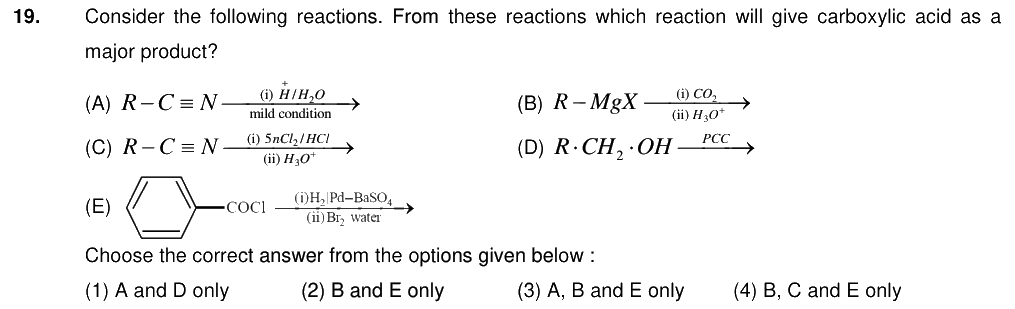 19. Consider the following reactions. From these reactions which reaction will give carboxylic acid as a
major product?
(A) R – C ≡ N (i) H⁺/H₂O mild condition (B) R – MgX (i) CO₂ (ii) H₃O⁺
(C) R – C ≡ N (i) 5nCl₂/HCl (ii) H₃O⁺ (D) R·CH₂·OH PCC
(E) COCl (i)H₂|Pd–BaSO₄ (ii)Br₂ water
Choose the correct answer from the options given below :
(1) A and D only (2) B and E only (3) A, B and E only (4) B, C and E only